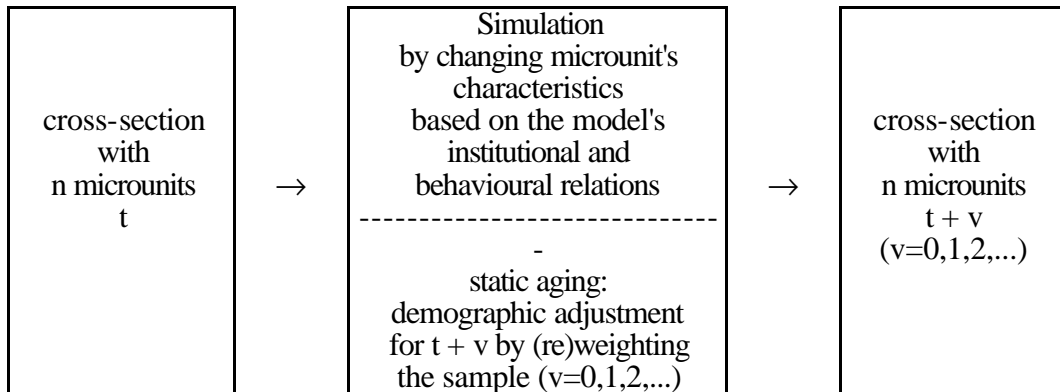 cross-section
with
n microunits
t
→
Simulation
by changing microunit's
characteristics
based on the model's
institutional and
behavioural relations
------------------------------
-
static aging:
demographic adjustment
for t + v by (re)weighting
the sample (v=0,1,2,...)
→
cross-section
with
n microunits
t + v
(v=0,1,2,...)